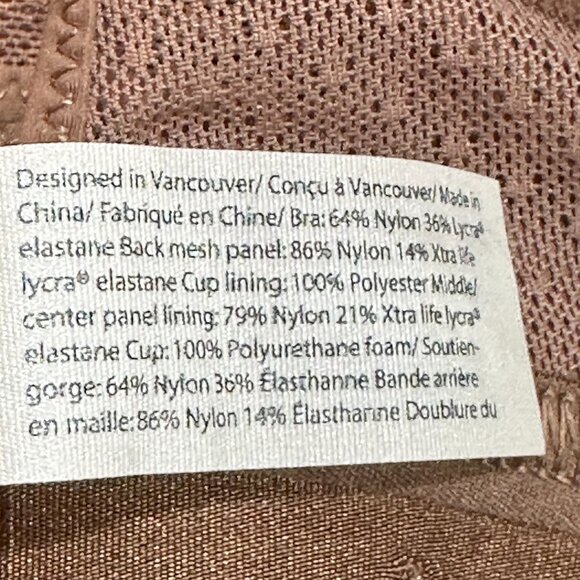 Designed in Vancouver/ Conçu à Vancouver/ Made in
China/ Fabriqué en Chine/ Bra: 64% Nylon 36% Lycra®
elastane Back mesh panel: 86% Nylon 14% Xtra life
lycra® elastane Cup lining: 100% Polyester Middle/
center panel lining: 79% Nylon 21% Xtra life lycra®
elastane Cup: 100% Polyurethane foam/ Soutien-
gorge: 64% Nylon 36% Élasthanne Bande arrière
en maille: 86% Nylon 14% Élasthanne Doublure du